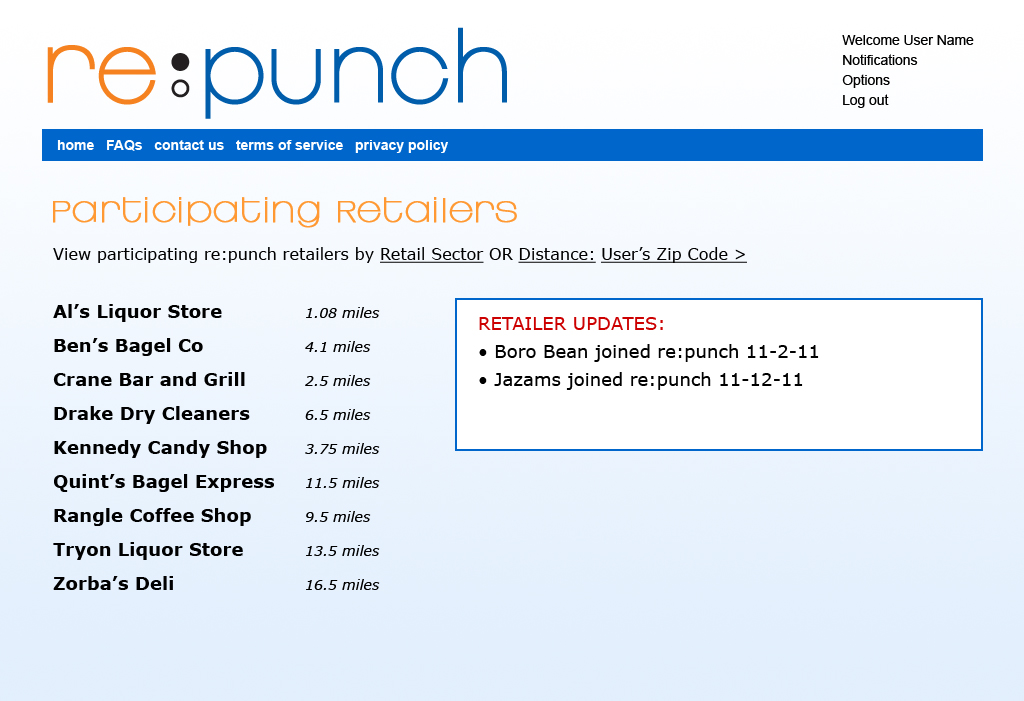 re:punch
Welcome User Name
Notifications
Options
Log out
home FAQs contact us terms of service privacy policy
Participating Retailers
View participating re:punch retailers by Retail Sector OR Distance: User’s Zip Code >
Al’s Liquor Store 1.08 miles
Ben’s Bagel Co 4.1 miles
Crane Bar and Grill 2.5 miles
Drake Dry Cleaners 6.5 miles
Kennedy Candy Shop 3.75 miles
Quint’s Bagel Express 11.5 miles
Rangle Coffee Shop 9.5 miles
Tryon Liquor Store 13.5 miles
Zorba’s Deli 16.5 miles
RETAILER UPDATES:
• Boro Bean joined re:punch 11-2-11
• Jazams joined re:punch 11-12-11